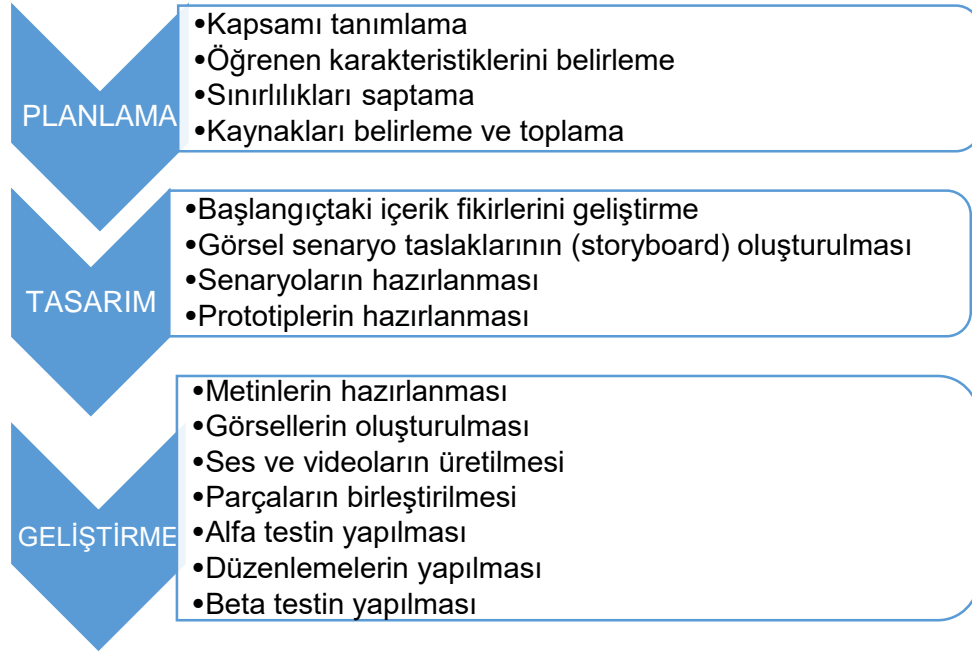 PLANLAMA
•Kapsamı tanımlama
•Öğrenen karakteristiklerini belirleme
•Sınırlılıkları saptama
•Kaynakları belirleme ve toplama
TASARIM
•Başlangıçtaki içerik fikirlerini geliştirme
•Görsel senaryo taslaklarının (storyboard) oluşturulması
•Senaryoların hazırlanması
•Prototiplerin hazırlanması
GELİŞTİRME
•Metinlerin hazırlanması
•Görsellerin oluşturulması
•Ses ve videoların üretilmesi
•Parçaların birleştirilmesi
•Alfa testin yapılması
•Düzenlemelerin yapılması
•Beta testin yapılması